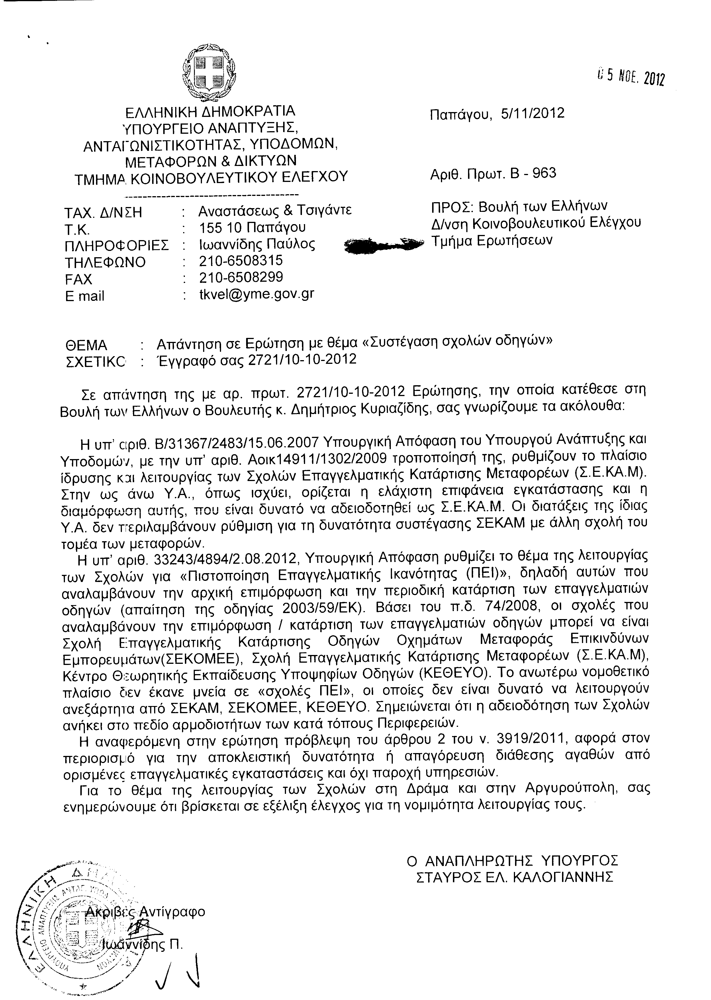 05 ΝΟΕ. 2012
ΕΛΛΗΝΙΚΗ ΔΗΜΟΚΡΑΤΙΑ
ΥΠΟΥΡΓΕΙΟ ΑΝΑΠΤΥΞΗΣ,
ΑΝΤΑΓΩΝΙΣΤΙΚΟΤΗΤΑΣ, ΥΠΟΔΟΜΩΝ,
ΜΕΤΑΦΟΡΩΝ & ΔΙΚΤΥΩΝ
ΤΜΗΜΑ ΚΟΙΝΟΒΟΥΛΕΥΤΙΚΟΥ ΕΛΕΓΧΟΥ
-----------------------------------
Παπάγου, 5/11/2012
Αριθ. Πρωτ. Β - 963
ΤΑΧ. Δ/ΝΣΗ : Αναστάσεως & Τσιγάντε
Τ.Κ. : 155 10 Παπάγου
ΠΛΗΡΟΦΟΡΙΕΣ : Ιωαννίδης Παύλος
ΤΗΛΕΦΩΝΟ : 210-6508315
FAX : 210-6508299
E mail : tkvel@yme.gov.gr
ΠΡΟΣ: Βουλή των Ελλήνων
Δ/νση Κοινοβουλευτικού Ελέγχου
Τμήμα Ερωτήσεων
ΘΕΜΑ : Απάντηση σε Ερώτηση με θέμα «Συστέγαση σχολών οδηγών»
ΣΧΕΤΙΚΟ : Έγγραφό σας 2721/10-10-2012
Σε απάντηση της με αρ. πρωτ. 2721/10-10-2012 Ερώτησης, την οποία κατέθεσε στη
Βουλή των Ελλήνων ο Βουλευτής κ. Δημήτριος Κυριαζίδης, σας γνωρίζουμε τα ακόλουθα:
Η υπ’ αριθ. Β/31367/2483/15.06.2007 Υπουργική Απόφαση του Υπουργού Ανάπτυξης και
Υποδομών, με την υπ’ αριθ. Αοικ14911/1302/2009 τροποποίησή της, ρυθμίζουν το πλαίσιο
ίδρυσης και λειτουργίας των Σχολών Επαγγελματικής Κατάρτισης Μεταφορέων (Σ.Ε.ΚΑ.Μ).
Στην ως άνω Υ.Α., όπως ισχύει, ορίζεται η ελάχιστη επιφάνεια εγκατάστασης και η
διαμόρφωση αυτής, που είναι δυνατό να αδειοδοτηθεί ως Σ.Ε.ΚΑ.Μ. Οι διατάξεις της ίδιας
Υ.Α. δεν περιλαμβάνουν ρύθμιση για τη δυνατότητα συστέγασης ΣΕΚΑΜ με άλλη σχολή του
τομέα των μεταφορών.
Η υπ’ αριθ. 33243/4894/2.08.2012, Υπουργική Απόφαση ρυθμίζει το θέμα της λειτουργίας
των Σχολών για «Πιστοποίηση Επαγγελματικής Ικανότητας (ΠΕΙ)», δηλαδή αυτών που
αναλαμβάνουν την αρχική επιμόρφωση και την περιοδική κατάρτιση των επαγγελματιών
οδηγών (απαίτηση της οδηγίας 2003/59/ΕΚ). Βάσει του π.δ. 74/2008, οι σχολές που
αναλαμβάνουν την επιμόρφωση / κατάρτιση των επαγγελματιών οδηγών μπορεί να είναι
Σχολή Επαγγελματικής Κατάρτισης Οδηγών Οχημάτων Μεταφοράς Επικινδύνων
Εμπορευμάτων(ΣΕΚΟΜΕΕ), Σχολή Επαγγελματικής Κατάρτισης Μεταφορέων (Σ.Ε.ΚΑ.Μ),
Κέντρο Θεωρητικής Εκπαίδευσης Υποψηφίων Οδηγών (ΚΕΘΕΥΟ). Το ανωτέρω νομοθετικό
πλαίσιο δεν έκανε μνεία σε «σχολές ΠΕΙ», οι οποίες δεν είναι δυνατό να λειτουργούν
ανεξάρτητα από ΣΕΚΑΜ, ΣΕΚΟΜΕΕ, ΚΕΘΕΥΟ. Σημειώνεται ότι η αδειοδότηση των Σχολών
ανήκει στο πεδίο αρμοδιοτήτων των κατά τόπους Περιφερειών.
Η αναφερόμενη στην ερώτηση πρόβλεψη του άρθρου 2 του ν. 3919/2011, αφορά στον
περιορισμό για την αποκλειστική δυνατότητα ή απαγόρευση διάθεσης αγαθών από
ορισμένες επαγγελματικές εγκαταστάσεις και όχι παροχή υπηρεσιών.
Για το θέμα της λειτουργίας των Σχολών στη Δράμα και στην Αργυρούπολη, σας
ενημερώνουμε ότι βρίσκεται σε εξέλιξη έλεγχος για τη νομιμότητα λειτουργίας τους.
Ο ΑΝΑΠΛΗΡΩΤΗΣ ΥΠΟΥΡΓΟΣ
ΣΤΑΥΡΟΣ ΕΛ. ΚΑΛΟΓΙΑΝΝΗΣ
Ακριβές Αντίγραφο
Ιωαννίδης Π.
ΕΛΛΗΝΙΚΗ
ΥΠΟΥΡΓΕΙΟ ΑΝΑΠΤΥΞΗΣ ΑΝΤΑΓ. ΥΠΟΔ